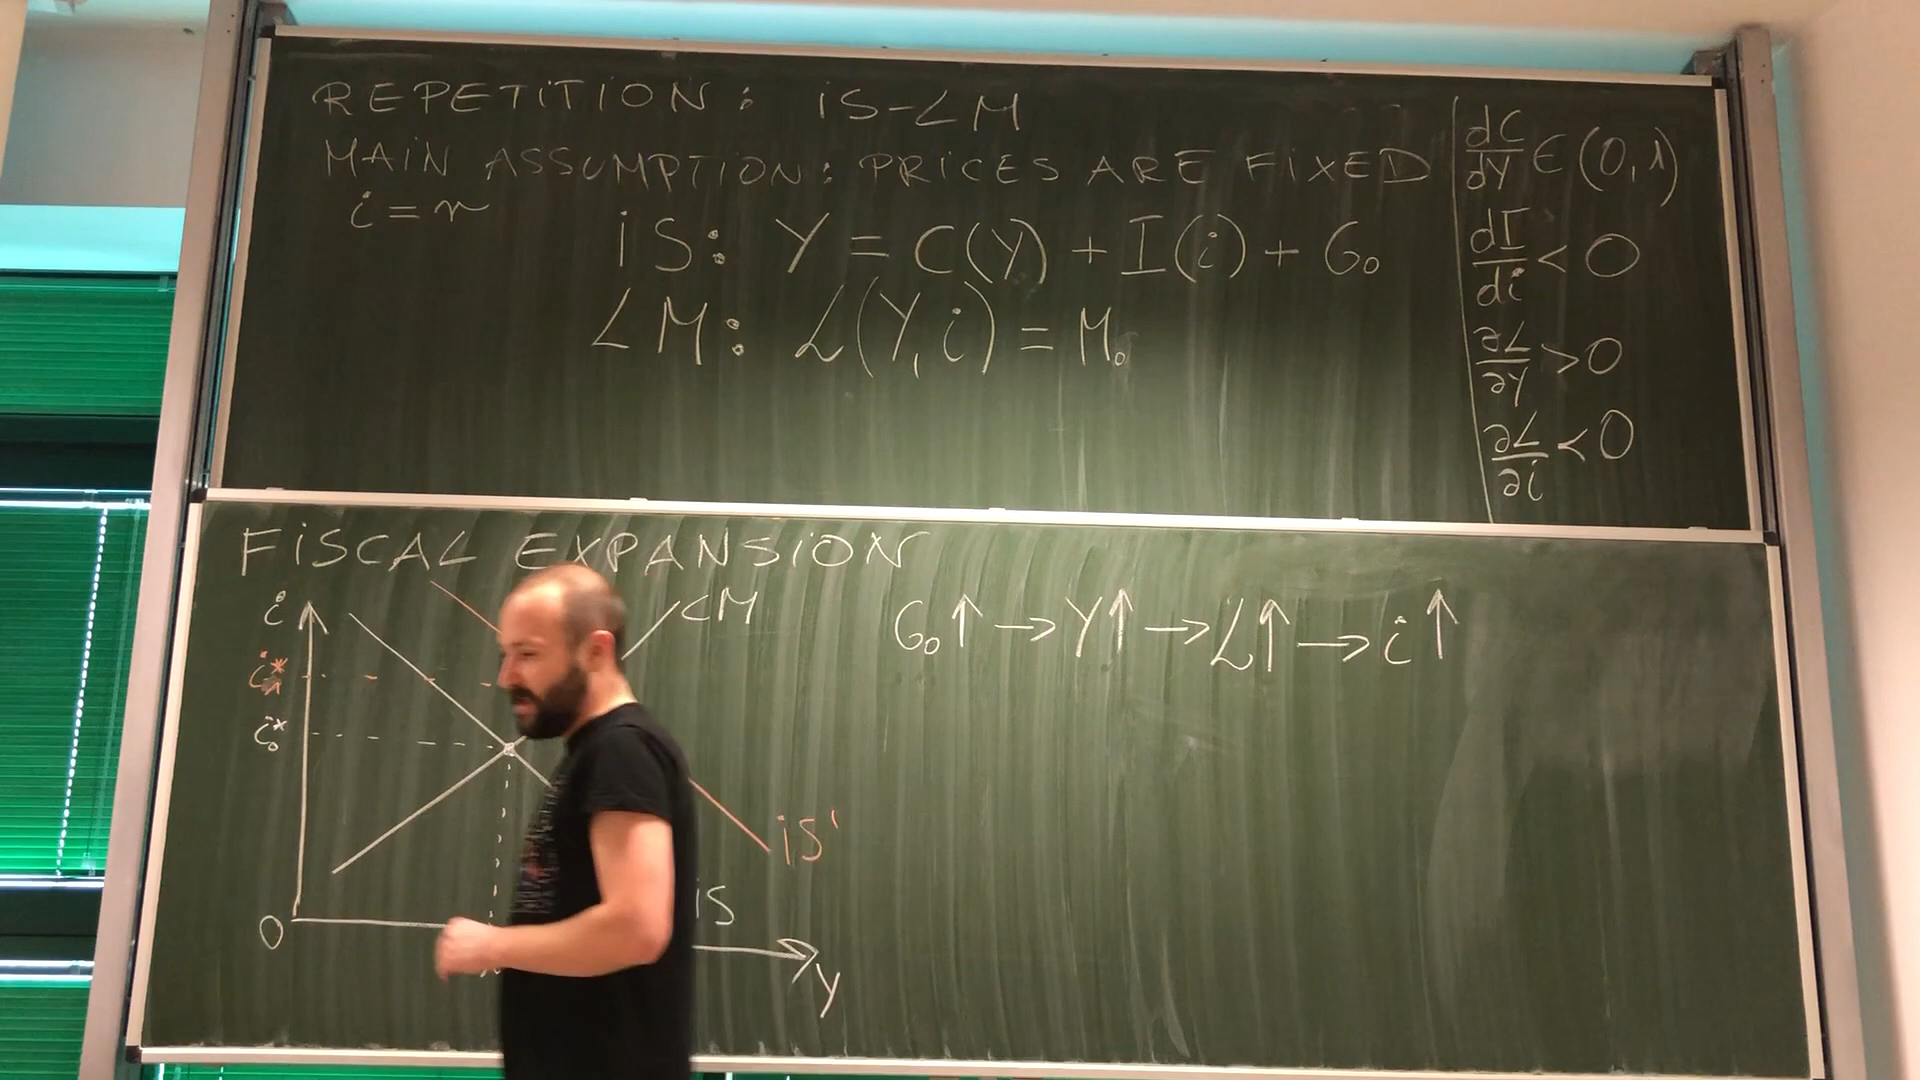 REPETITION: IS-LM
MAIN ASSUMPTION: PRICES ARE FIXED
i = r
IS: Y = C(Y) + I(i) + G₀
LM: L(Y, i) = M₀
dC/dY ∈ (0,1)
dI/di < 0
∂L/∂Y > 0
∂L/∂i < 0
FISCAL EXPANSION
G₀↑ → Y↑ → L↑ → i↑
i
LM
i₁*
i₀*
IS'
IS
0
Y